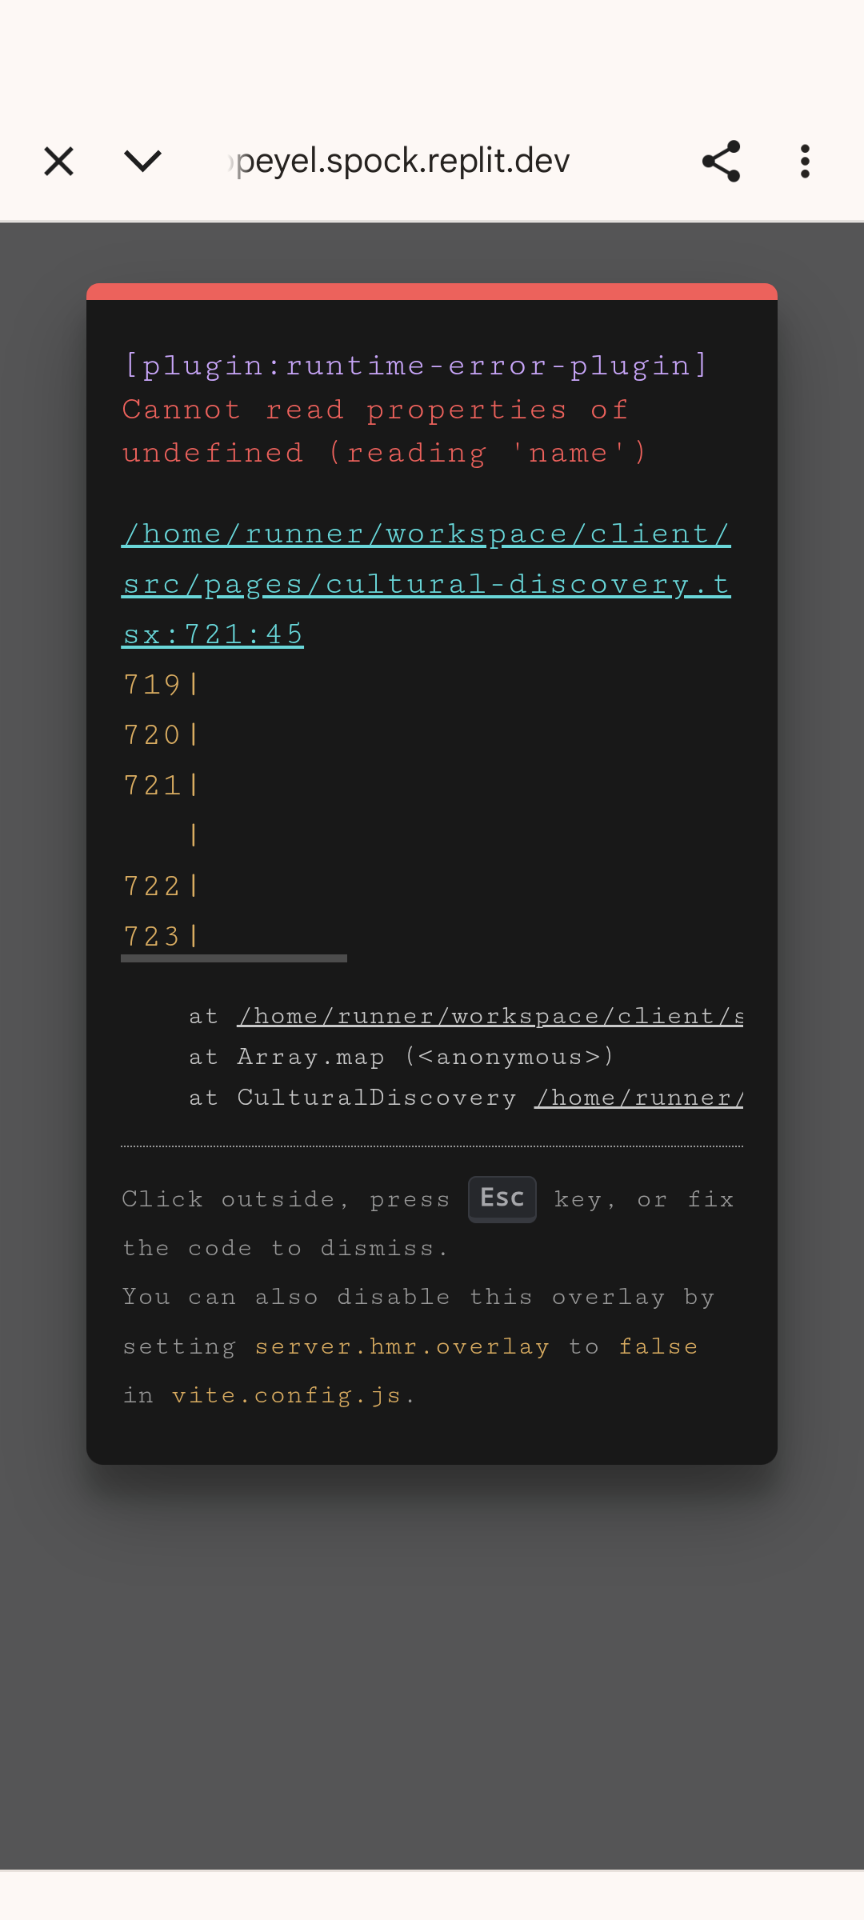 peyel.spock.replit.dev
[plugin:runtime-error-plugin]
Cannot read properties of
undefined (reading 'name')
/home/runner/workspace/client/
src/pages/cultural-discovery.t
sx:721:45
719|
720|
721|
|
722|
723|
at /home/runner/workspace/client/s
at Array.map (<anonymous>)
at CulturalDiscovery /home/runner/
Click outside, press Esc key, or fix
the code to dismiss.
You can also disable this overlay by
setting server.hmr.overlay to false
in vite.config.js.